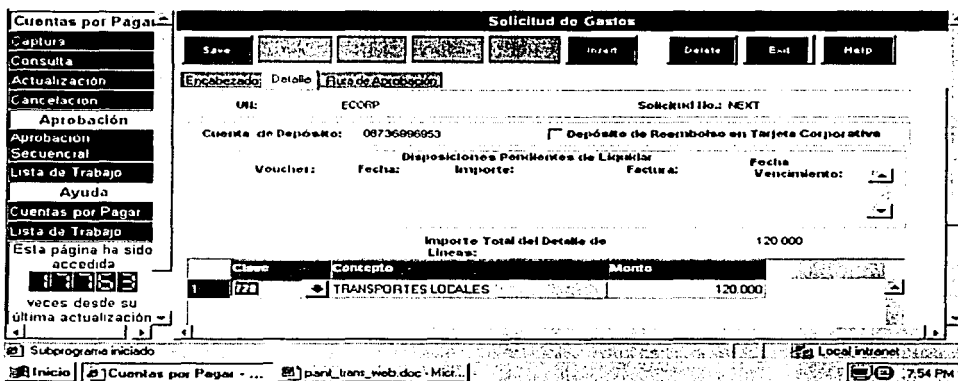 Cuentas por Pagar
Solicitud de Gastos
Captura
Consulta
Actualización
Cancelacion
Aprobación
Aprobacion
Secuencial
Lista de Trabajo
Ayuda
Cuentas por Pagar
Lista de Trabajo
Esta página ha sido
accedida
veces desde su
última actualización
Save
Insert
Delete
Exit
Help
Encabezado Detalle Ruta de Aprobación
UN: ECORP Solicitud No.: NEXT
Cuenta de Depósito: 08736896953 Depósito de Reembolso en Tarjeta Corporativa
Disposiciones Pendientes de Liquidar
Voucher: Fecha: Importe: Factura: Fecha Vencimiento:
Importe Total del Detalle de Lineas: 120.000
Clave Concepto Monto
1 TRANSPORTES LOCALES 120.000
Subprograma iniciado
Local intranet
Inicio Cuentas por Pagar - ... pant_trans_web.doc - Micr... 7:54 PM